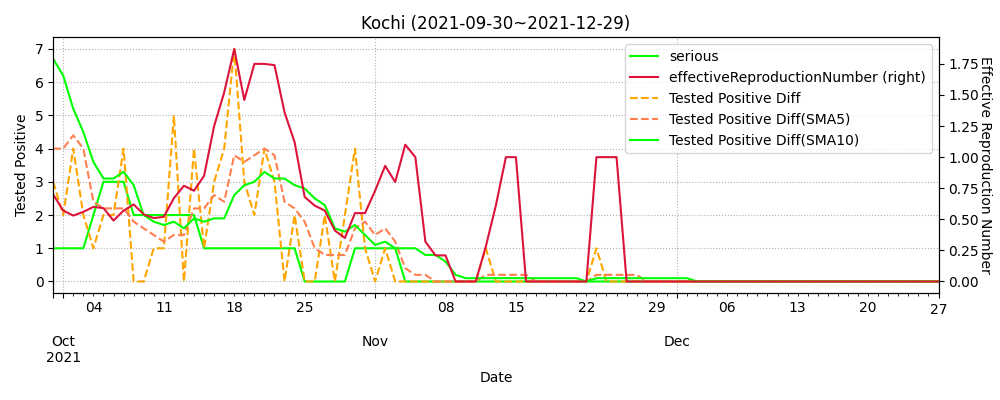 Kochi (2021-09-30~2021-12-29)
serious
effectiveReproductionNumber (right)
Tested Positive Diff
Tested Positive Diff(SMA5)
Tested Positive Diff(SMA10)
Tested Positive
7
6
5
4
3
2
1
0
1.75
1.50
1.25
1.00
0.75
0.50
0.25
0.00
Effective Reproduction Number
04 11 18 25 08 15 22 29 06 13 20 27
Oct Nov Dec
2021
Date